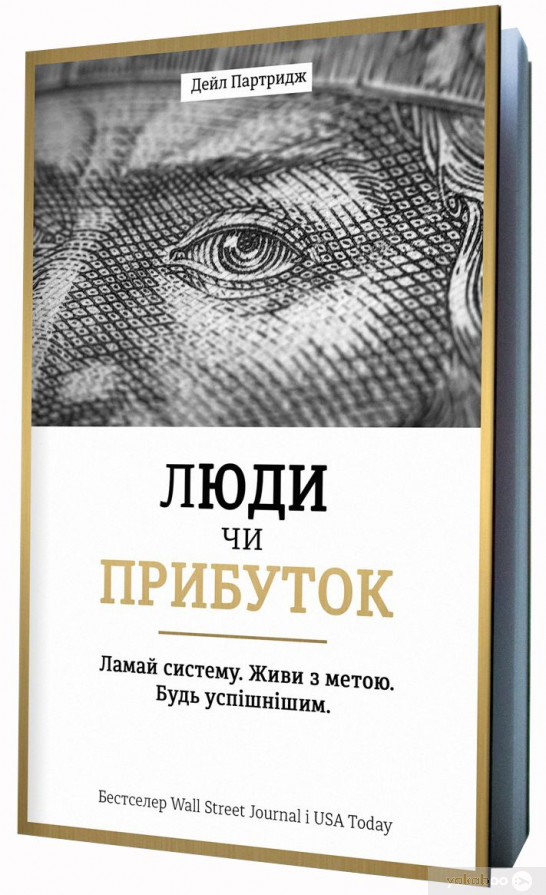 Дейл Партридж
ЛЮДИ
ЧИ
ПРИБУТОК
Ламай систему. Живи з метою.
Будь успішнішим.
Бестселер Wall Street Journal і USA Today